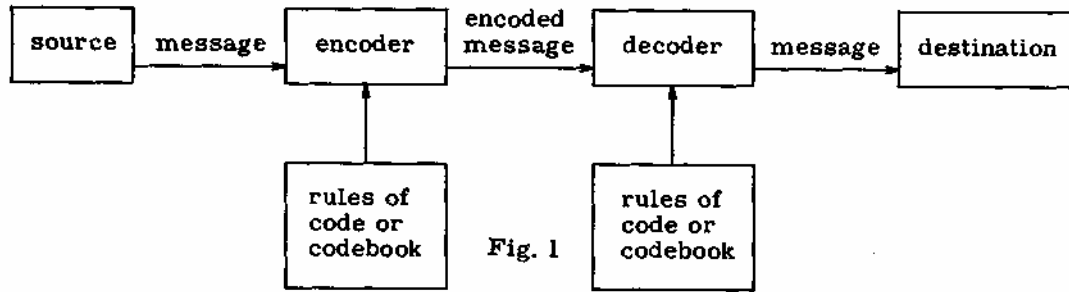 source
message
encoder
encoded
message
decoder
message
destination
rules of
code or
codebook
Fig. 1
rules of
code or
codebook